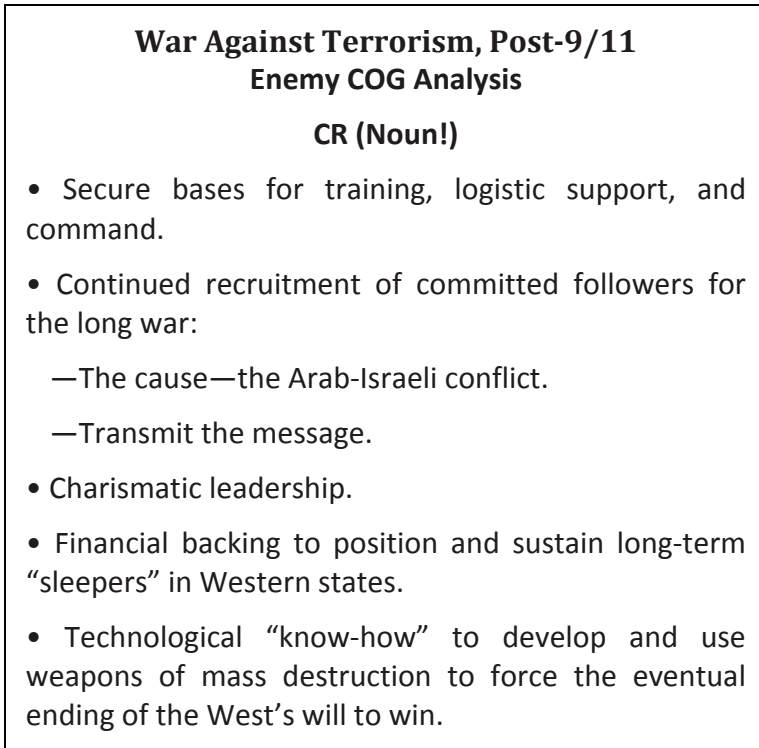 War Against Terrorism, Post-9/11
Enemy COG Analysis
CR (Noun!)
• Secure bases for training, logistic support, and
command.
• Continued recruitment of committed followers for
the long war:
—The cause—the Arab-Israeli conflict.
—Transmit the message.
• Charismatic leadership.
• Financial backing to position and sustain long-term
“sleepers” in Western states.
• Technological “know-how” to develop and use
weapons of mass destruction to force the eventual
ending of the West’s will to win.